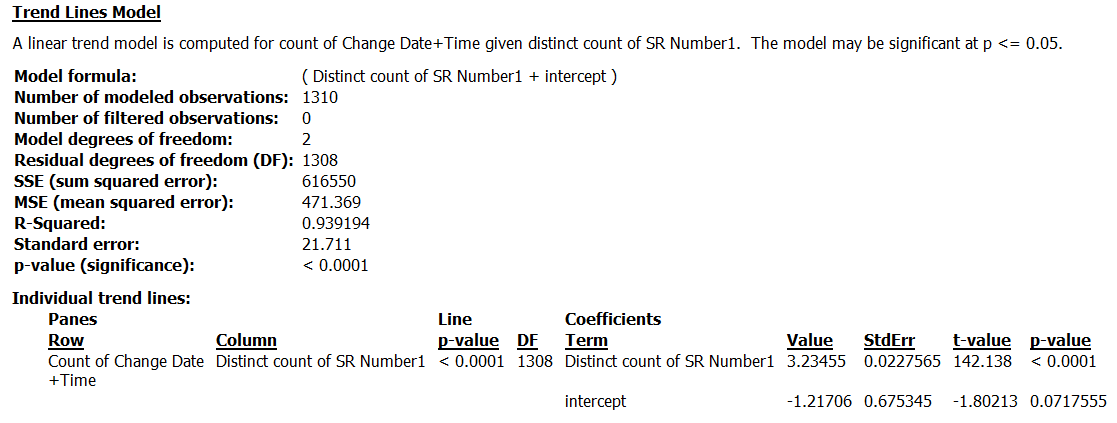 Trend Lines Model
A linear trend model is computed for count of Change Date+Time given distinct count of SR Number1.  The model may be significant at p <= 0.05.
Model formula: ( Distinct count of SR Number1 + intercept )
Number of modeled observations: 1310
Number of filtered observations: 0
Model degrees of freedom: 2
Residual degrees of freedom (DF): 1308
SSE (sum squared error): 616550
MSE (mean squared error): 471.369
R-Squared: 0.939194
Standard error: 21.711
p-value (significance): < 0.0001
Individual trend lines:
Panes Line Coefficients
Row Column p-value DF Term Value StdErr t-value p-value
Count of Change Date Distinct count of SR Number1 < 0.0001 1308 Distinct count of SR Number1 3.23455 0.0227565 142.138 < 0.0001
+Time
intercept -1.21706 0.675345 -1.80213 0.0717555